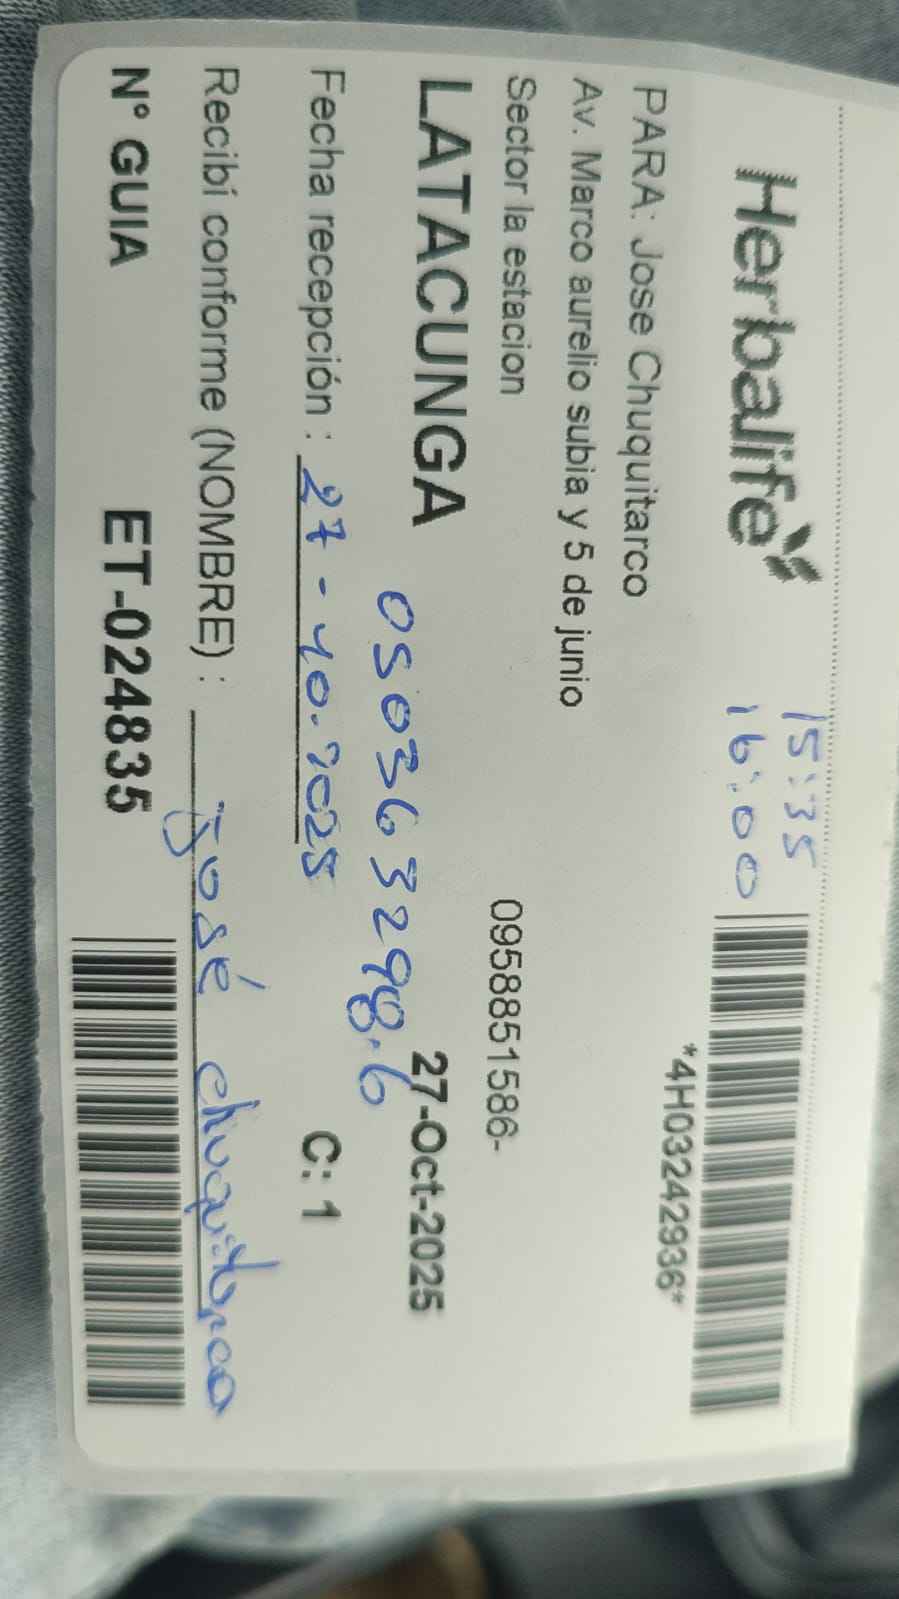 Herbalife
15:35
16:00
*4H03242936*
PARA: Jose Chuquitarco
Av. Marco aurelio subia y 5 de junio
Sector la estacion
0958851586-
LATACUNGA
27-Oct-2025
050363298-6
Fecha recepción : 27-10-2025
C: 1
Recibí conforme (NOMBRE) : José Chuquitarco
N° GUIA ET-024835